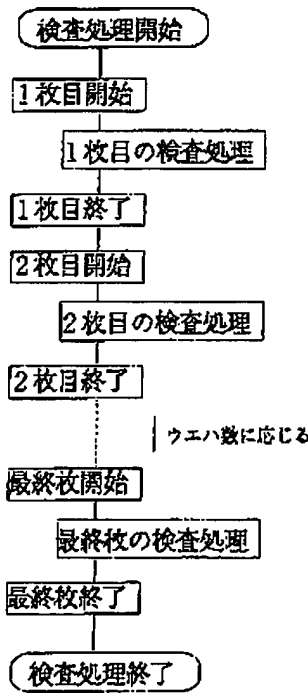 検査処理開始
1枚目開始
1枚目の検査処理
1枚目終了
2枚目開始
2枚目の検査処理
2枚目終了
ウエハ数に応じる
最終枚開始
最終枚の検査処理
最終枚終了
検査処理終了